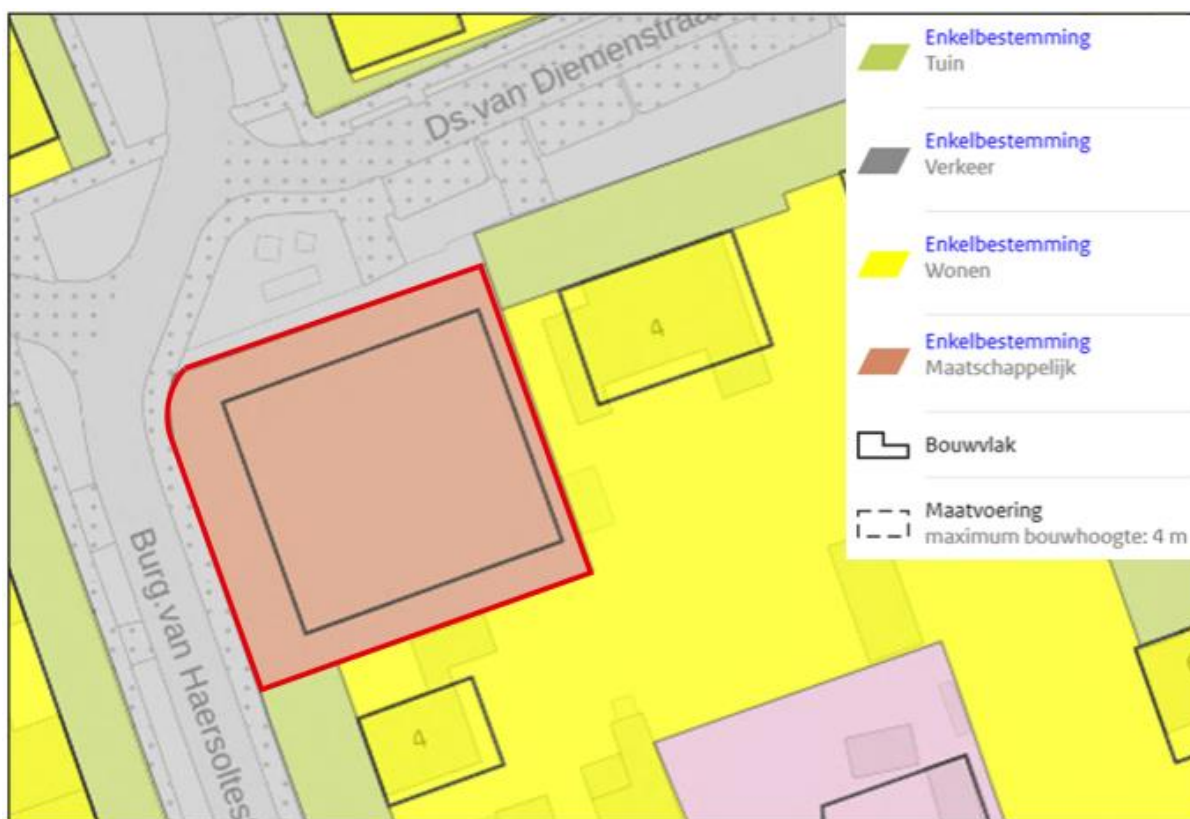 Ds.van Diemenstraa
Enkelbestemming
Tuin
Enkelbestemming
Verkeer
Enkelbestemming
Wonen
Enkelbestemming
Maatschappelijk
Bouwvlak
Maatvoering
maximum bouwhoogte: 4 m
4
Burg.van Haersoltes
4